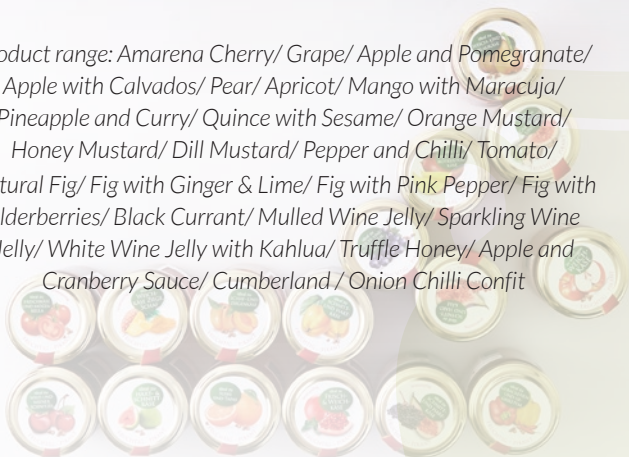 oduct range: Amarena Cherry/ Grape/ Apple and Pomegranate/
Apple with Calvados/ Pear/ Apricot/ Mango with Maracuja/
Pineapple and Curry/ Quince with Sesame/ Orange Mustard/
Honey Mustard/ Dill Mustard/ Pepper and Chilli/ Tomato/
tural Fig/ Fig with Ginger & Lime/ Fig with Pink Pepper/ Fig with
lderberries/ Black Currant/ Mulled Wine Jelly/ Sparkling Wine
Jelly/ White Wine Jelly with Kahlua/ Truffle Honey/ Apple and
Cranberry Sauce/ Cumberland / Onion Chilli Confit